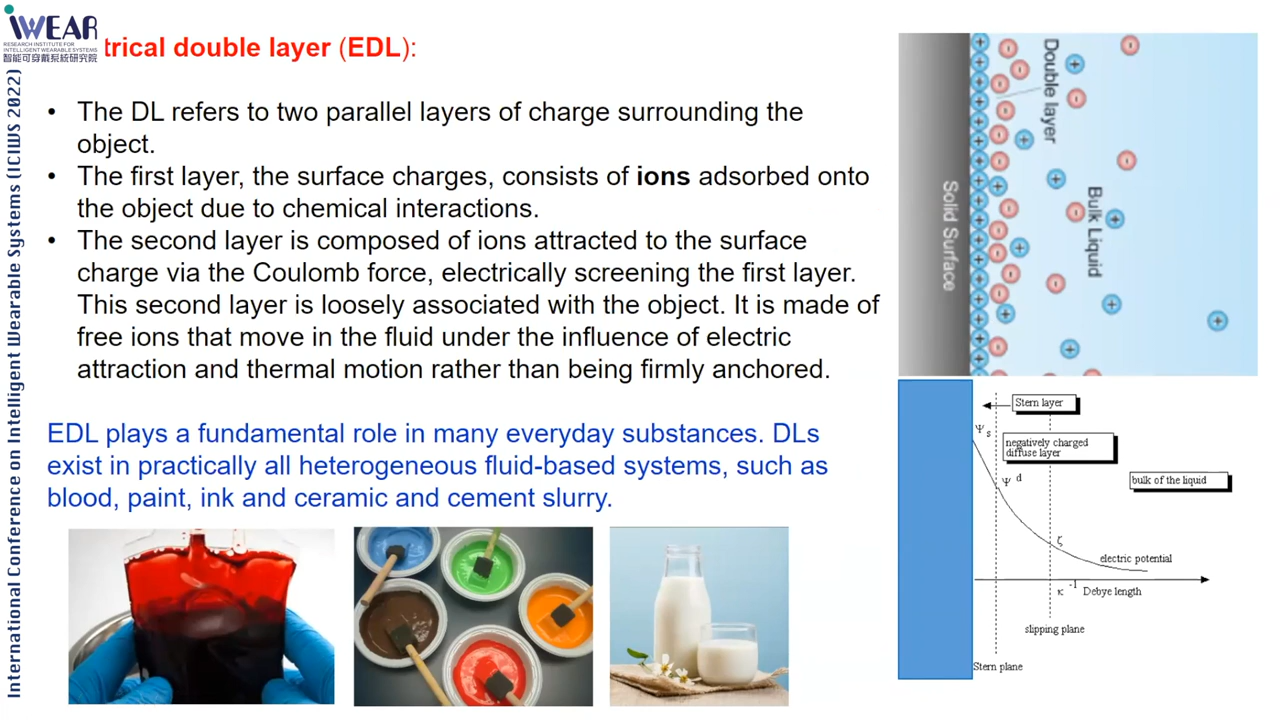 iWEAR
RESEARCH INSTITUTE FOR
INTELLIGENT WEARABLE SYSTEMS
智能可穿戴系統研究院
International Conference on Intelligent Wearable Systems (ICIWS 2022)
trical double layer (EDL):
• The DL refers to two parallel layers of charge surrounding the
object.
• The first layer, the surface charges, consists of ions adsorbed onto
the object due to chemical interactions.
• The second layer is composed of ions attracted to the surface
charge via the Coulomb force, electrically screening the first layer.
This second layer is loosely associated with the object. It is made of
free ions that move in the fluid under the influence of electric
attraction and thermal motion rather than being firmly anchored.
EDL plays a fundamental role in many everyday substances. DLs
exist in practically all heterogeneous fluid-based systems, such as
blood, paint, ink and ceramic and cement slurry.
Double layer
Bulk Liquid
Solid Surface
Stern layer
Ψs
negatively charged
diffuse layer
Ψd
bulk of the liquid
ζ
electric potential
κ-1 Debye length
slipping plane
Stern plane